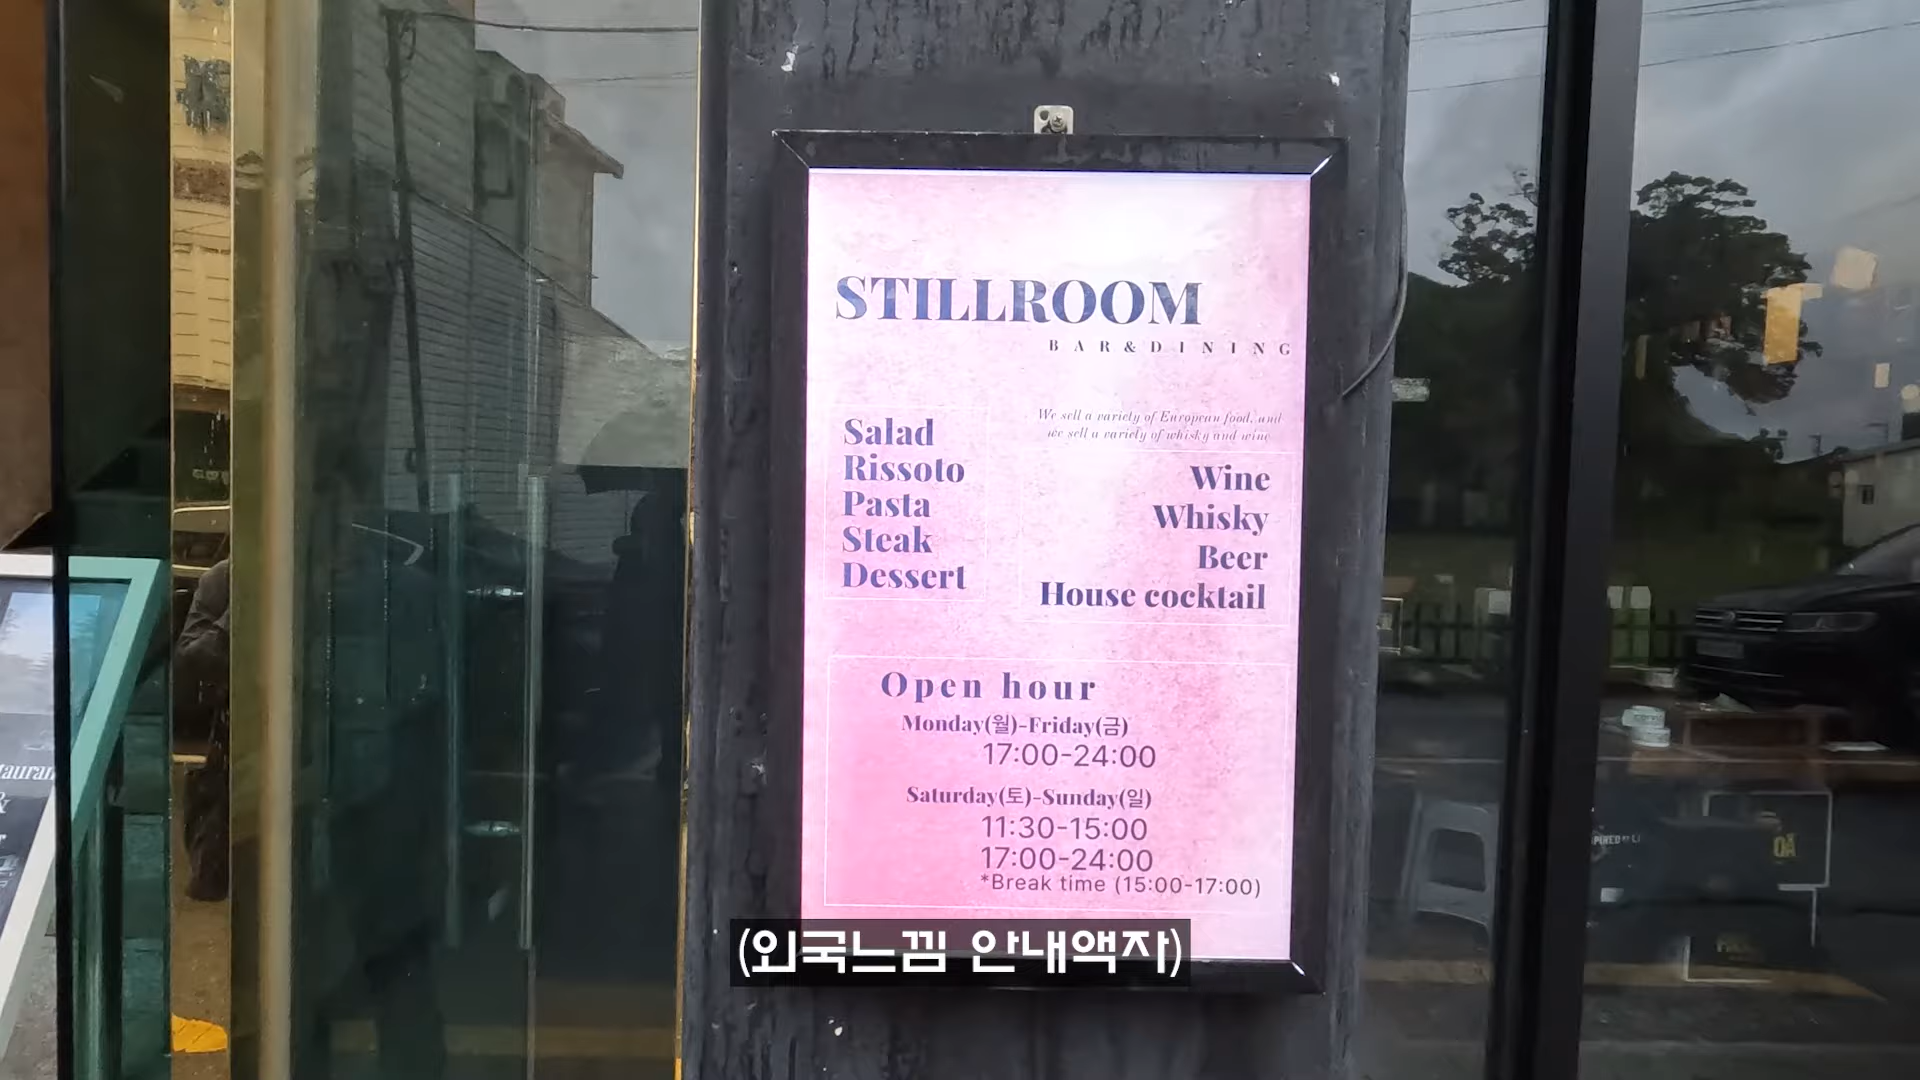 STILLROOM
BAR&DINING
We sell a variety of European food, and
we sell a variety of whisky and wine
Salad
Rissoto
Pasta
Steak
Dessert
Wine
Whisky
Beer
House cocktail
Open hour
Monday(월)-Friday(금)
17:00-24:00
Saturday(토)-Sunday(일)
11:30-15:00
17:00-24:00
*Break time (15:00-17:00)
(외국느낌 안내액자)
&